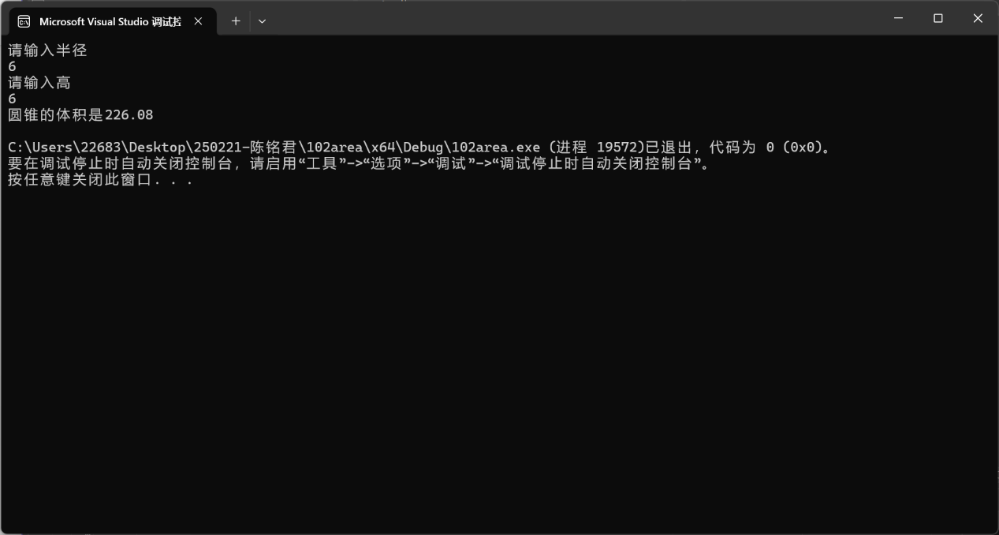 Microsoft Visual Studio 调试控
请输入半径
6
请输入高
6
圆锥的体积是226.08
C:\Users\22683\Desktop\250221-陈铭君\102area\x64\Debug\102area.exe (进程 19572)已退出，代码为 0 (0x0)。
要在调试停止时自动关闭控制台，请启用“工具”->“选项”->“调试”->“调试停止时自动关闭控制台”。
按任意键关闭此窗口. . .